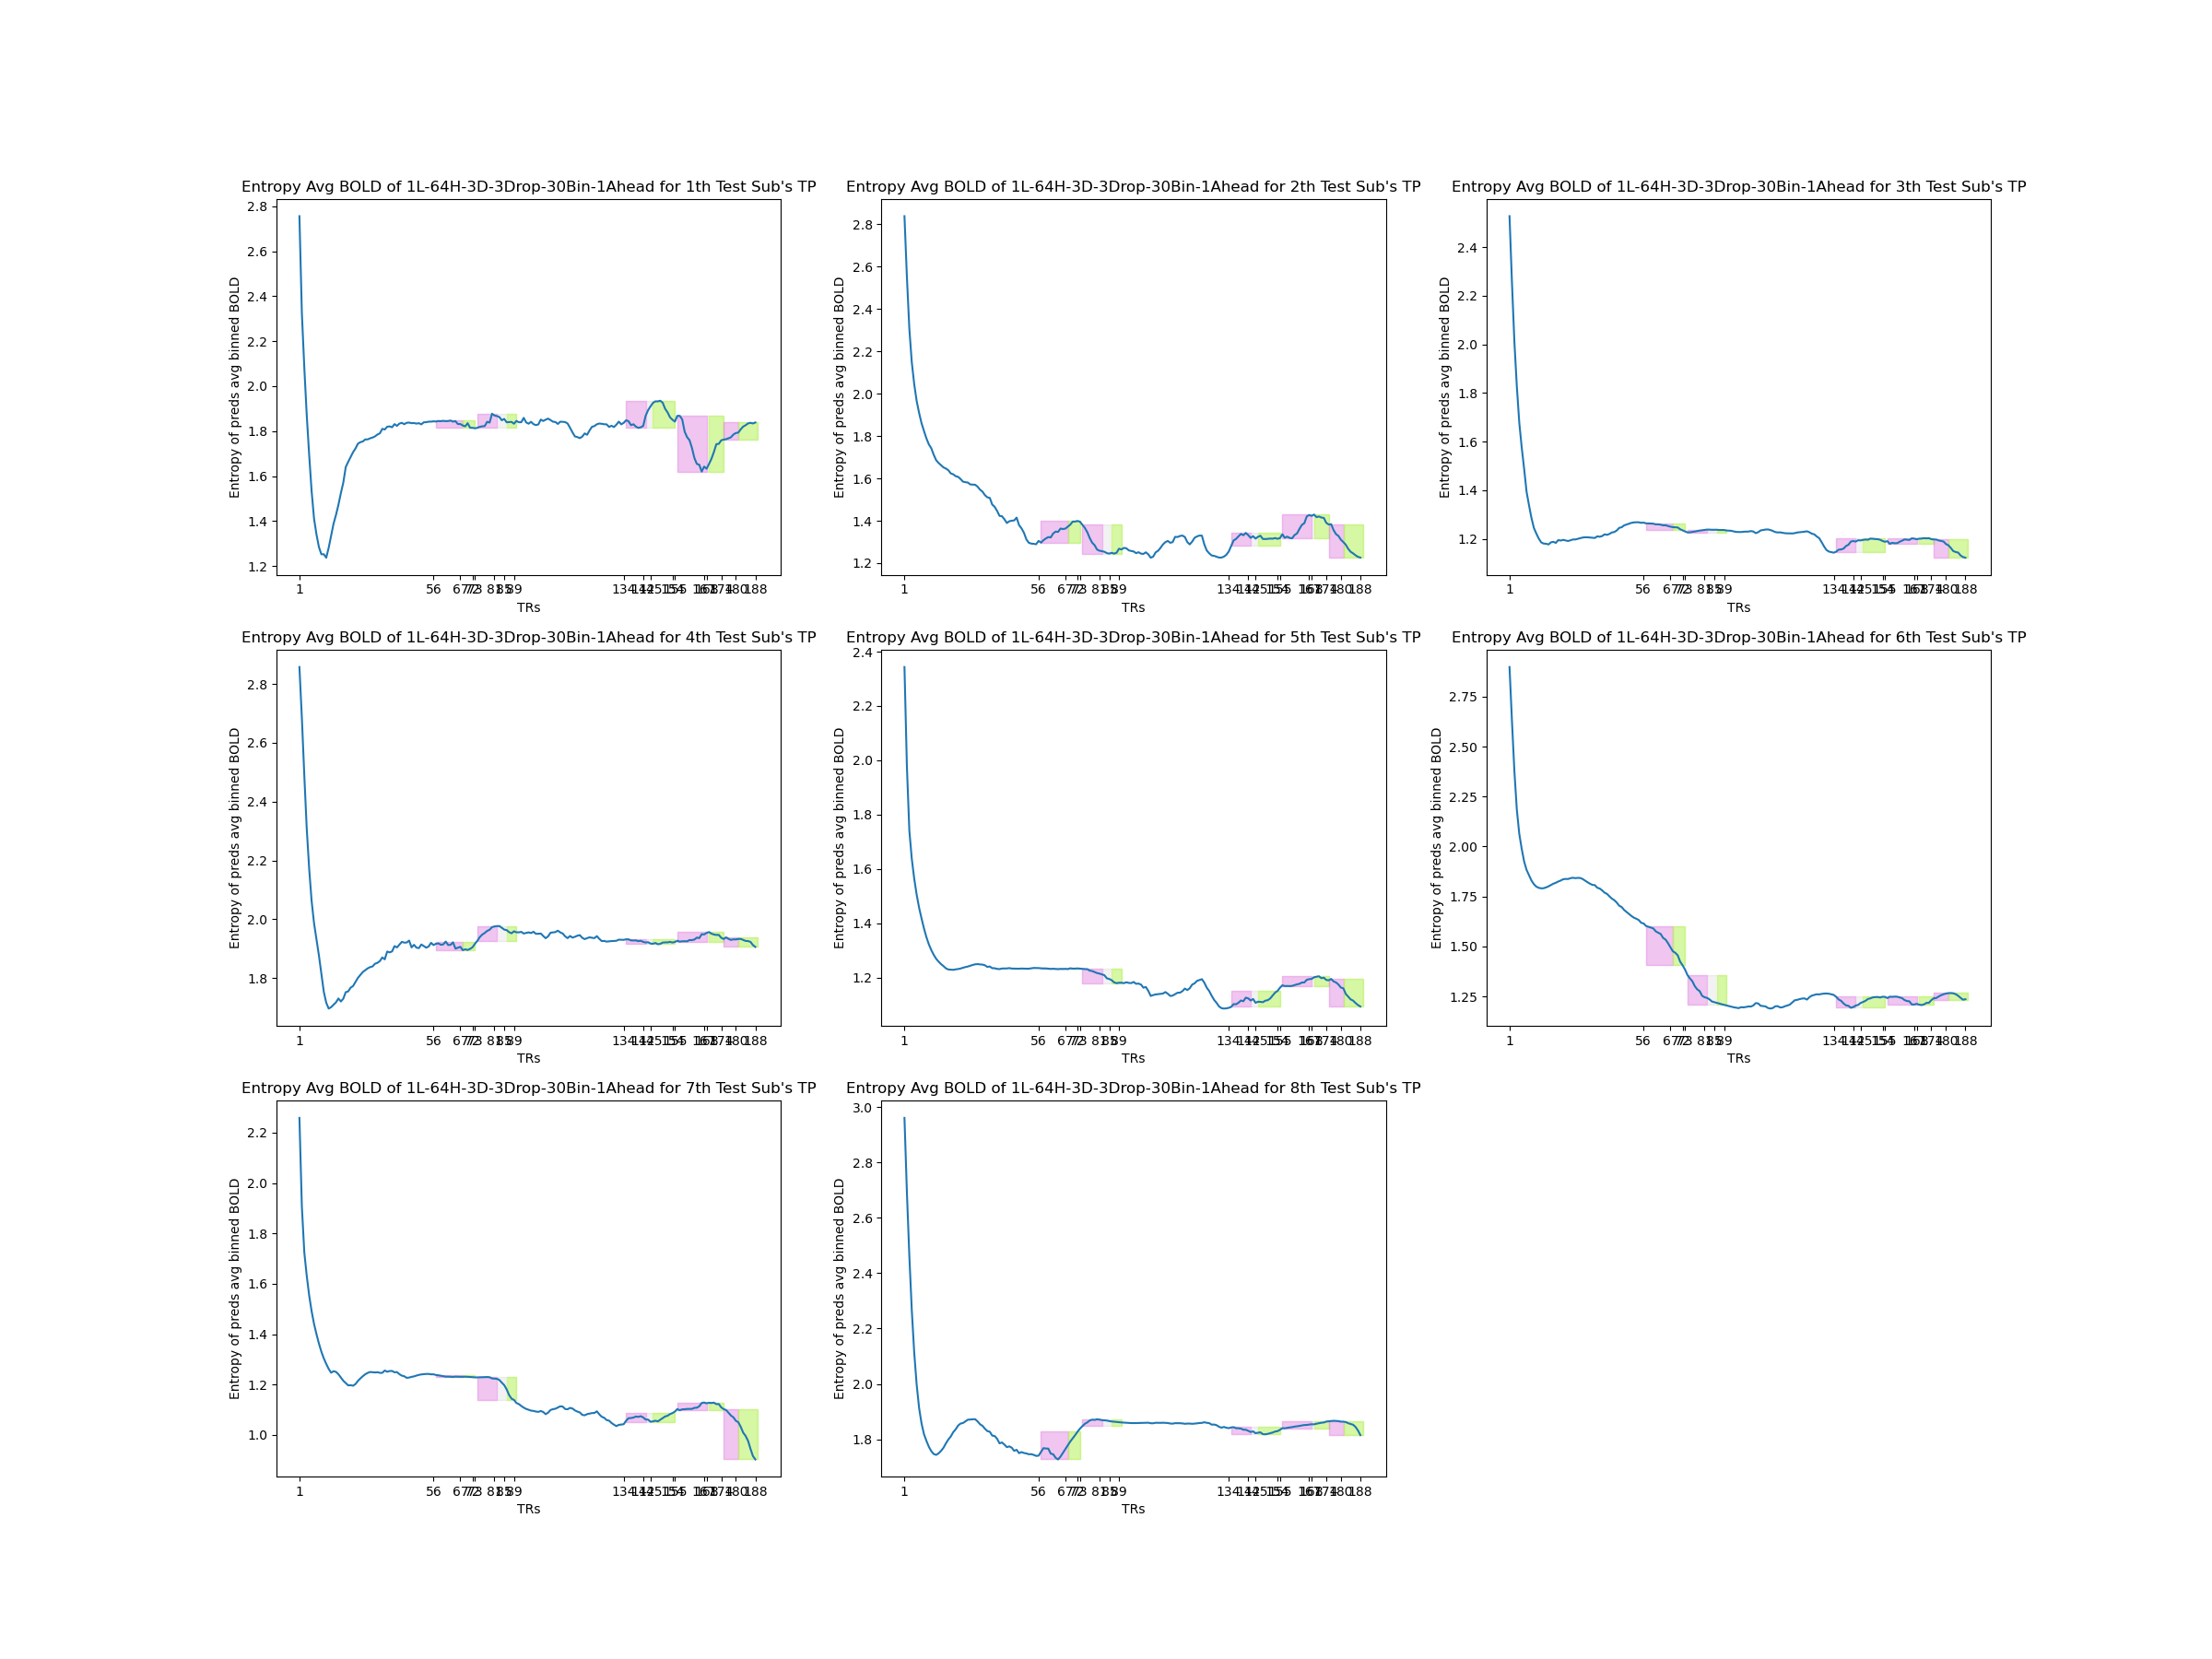 Entropy Avg BOLD of 1L-64H-3D-3Drop-30Bin-1Ahead for 1th Test Sub's TP
Entropy of preds avg binned BOLD
2.8
2.6
2.4
2.2
2.0
1.8
1.6
1.4
1.2
1 56 81 188
TRs
Entropy Avg BOLD of 1L-64H-3D-3Drop-30Bin-1Ahead for 2th Test Sub's TP
Entropy of preds avg binned BOLD
2.8
2.6
2.4
2.2
2.0
1.8
1.6
1.4
1.2
1 56 81 188
TRs
Entropy Avg BOLD of 1L-64H-3D-3Drop-30Bin-1Ahead for 3th Test Sub's TP
Entropy of preds avg binned BOLD
2.4
2.2
2.0
1.8
1.6
1.4
1.2
1 56 81 188
TRs
Entropy Avg BOLD of 1L-64H-3D-3Drop-30Bin-1Ahead for 4th Test Sub's TP
Entropy of preds avg binned BOLD
2.8
2.6
2.4
2.2
2.0
1.8
1 56 81 188
TRs
Entropy Avg BOLD of 1L-64H-3D-3Drop-30Bin-1Ahead for 5th Test Sub's TP
Entropy of preds avg binned BOLD
2.4
2.2
2.0
1.8
1.6
1.4
1.2
1 56 81 188
TRs
Entropy Avg BOLD of 1L-64H-3D-3Drop-30Bin-1Ahead for 6th Test Sub's TP
Entropy of preds avg binned BOLD
2.75
2.50
2.25
2.00
1.75
1.50
1.25
1 56 81 188
TRs
Entropy Avg BOLD of 1L-64H-3D-3Drop-30Bin-1Ahead for 7th Test Sub's TP
Entropy of preds avg binned BOLD
2.2
2.0
1.8
1.6
1.4
1.2
1.0
1 56 81 188
TRs
Entropy Avg BOLD of 1L-64H-3D-3Drop-30Bin-1Ahead for 8th Test Sub's TP
Entropy of preds avg binned BOLD
3.0
2.8
2.6
2.4
2.2
2.0
1.8
1 56 81 188
TRs